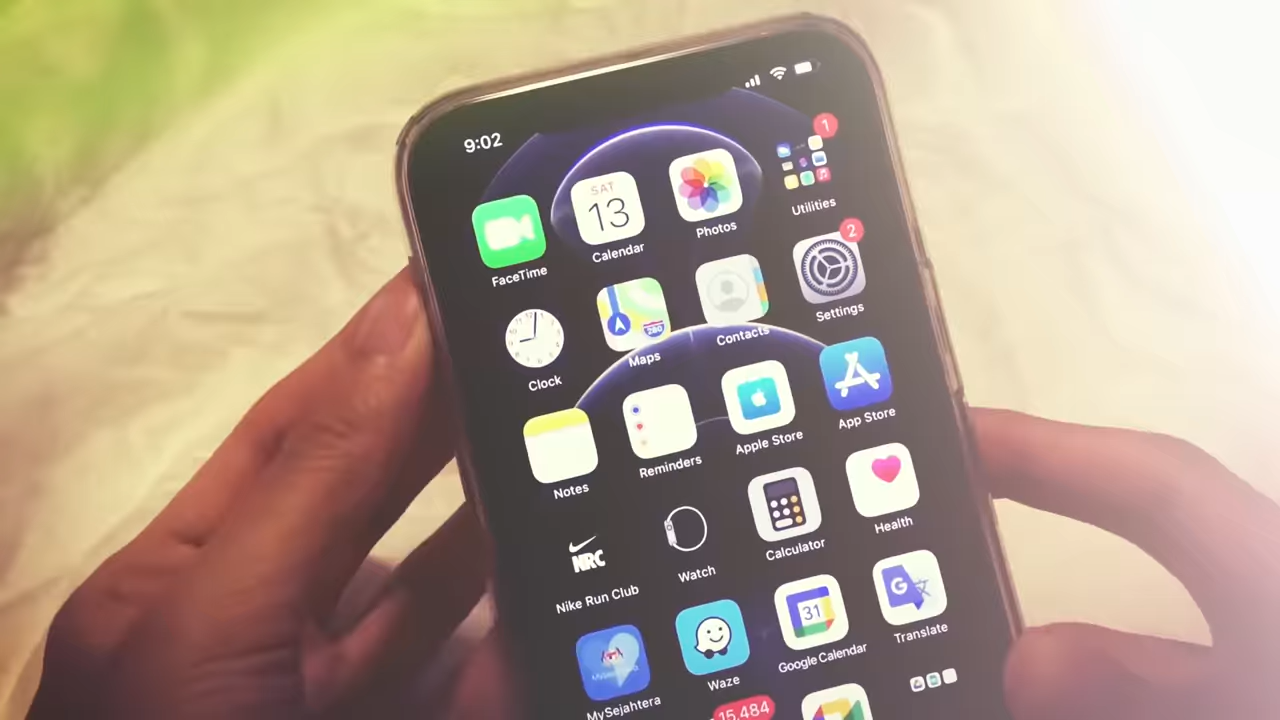 9:02
1
Utilities
SAT
13
FaceTime
Calendar
Photos
2
Settings
Clock
280
Maps
Contacts
Notes
Reminders
Apple Store
App Store
NRC
Nike Run Club
Watch
Calculator
Health
MySejahtera
Waze
31
Google Calendar
G
Translate
15,484